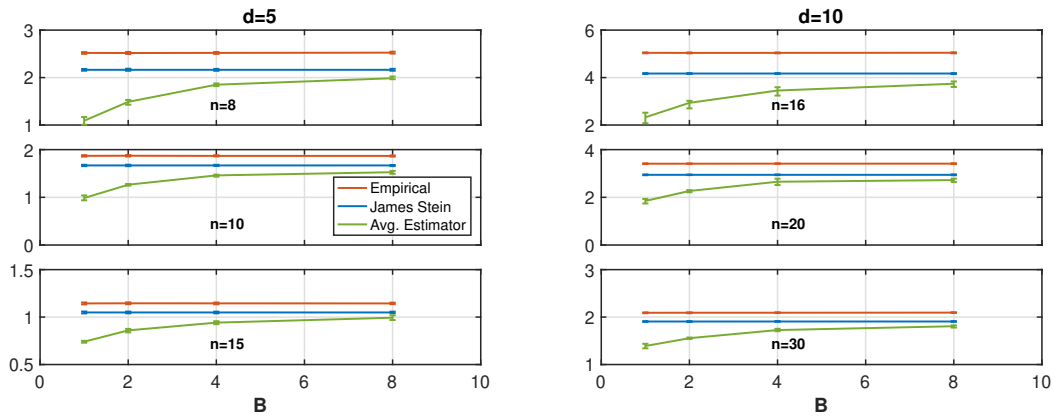 d=5
3
2
1
n=8
2
1
0
n=10
Empirical
James Stein
Avg. Estimator
1.5
1
0.5
n=15
0 2 4 6 8 10
B
d=10
6
4
2
n=16
4
2
0
n=20
3
2
1
n=30
0 2 4 6 8 10
B